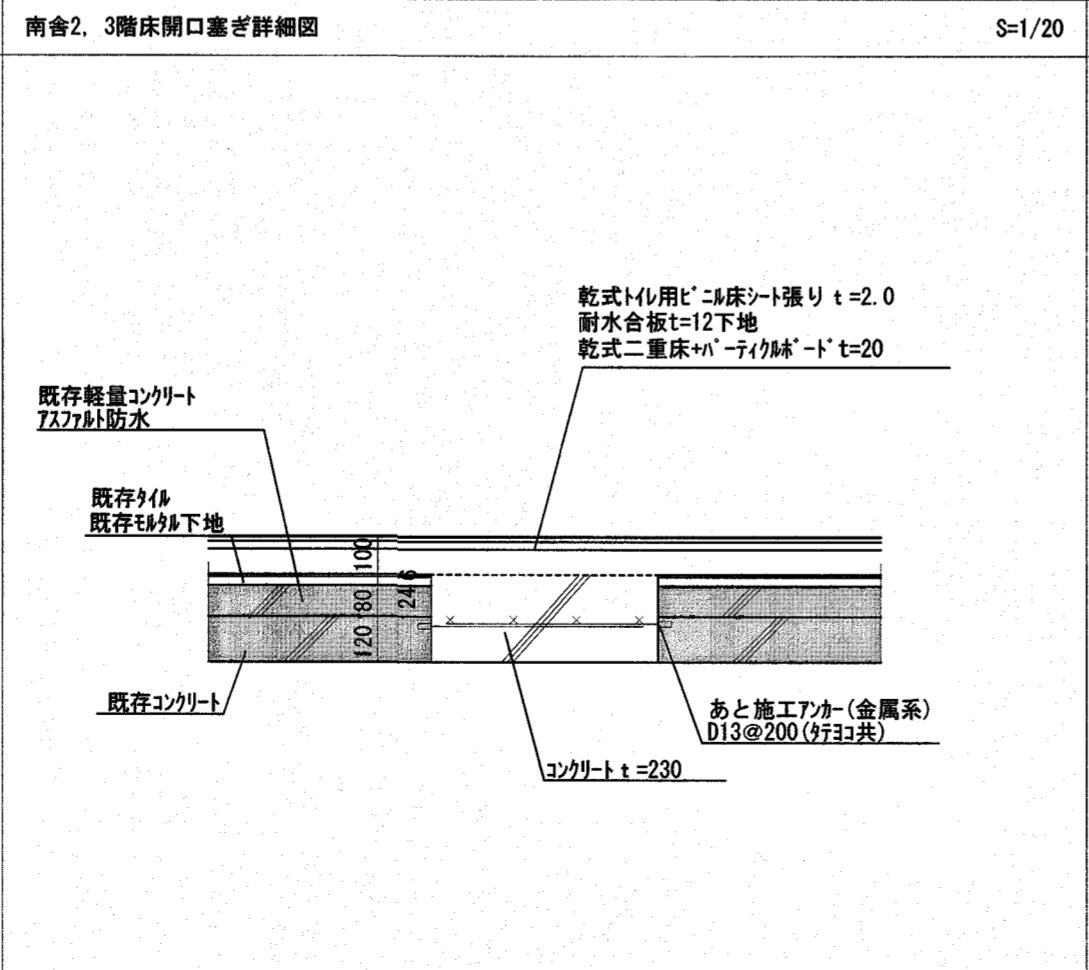 南舎2, 3階床開口塞ぎ詳細図
S=1/20
乾式ﾄｲﾚ用ﾋﾞﾆﾙ床ｼｰﾄ張り t=2.0
耐水合板t=12下地
乾式二重床+ﾊﾟｰﾃｨｸﾙﾎﾞｰﾄﾞt=20
既存軽量ｺﾝｸﾘｰﾄ
ｱｽﾌｧﾙﾄ防水
既存ﾀｲﾙ
既存ﾓﾙﾀﾙ下地
100
24 6
80
120
既存ｺﾝｸﾘｰﾄ
あと施工ｱﾝｶｰ(金属系)
D13@200(ﾀﾃﾖｺ共)
ｺﾝｸﾘｰﾄ t=230